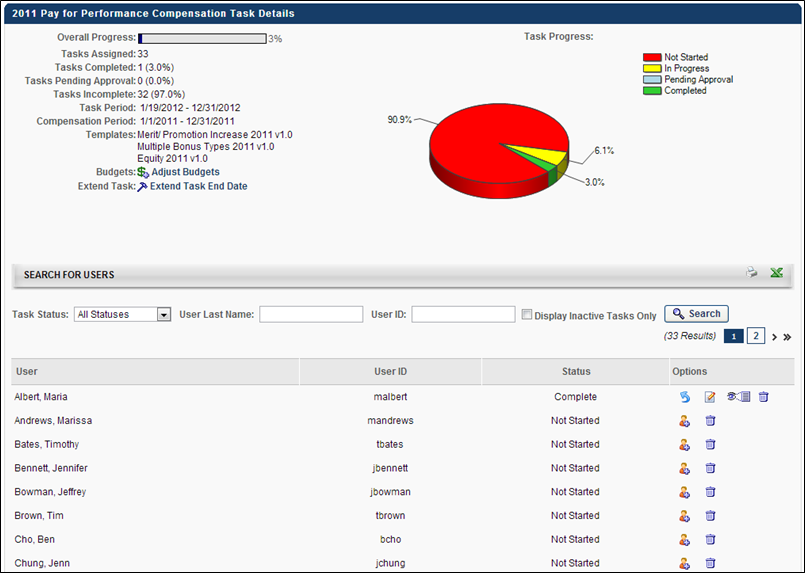 2011 Pay for Performance Compensation Task Details
Overall Progress: 3%
Tasks Assigned: 33
Tasks Completed: 1 (3.0%)
Tasks Pending Approval: 0 (0.0%)
Tasks Incomplete: 32 (97.0%)
Task Period: 1/19/2012 - 12/31/2012
Compensation Period: 1/1/2011 - 12/31/2011
Templates: Merit/ Promotion Increase 2011 v1.0
Multiple Bonus Types 2011 v1.0
Equity 2011 v1.0
Budgets: Adjust Budgets
Extend Task: Extend Task End Date
Task Progress:
Not Started
In Progress
Pending Approval
Completed
90.9%
6.1%
3.0%
SEARCH FOR USERS
Task Status: All Statuses User Last Name: User ID: Display Inactive Tasks Only Search
(33 Results) 1 2 › »
User User ID Status Options
Albert, Maria malbert Complete
Andrews, Marissa mandrews Not Started
Bates, Timothy tbates Not Started
Bennett, Jennifer jbennett Not Started
Bowman, Jeffrey jbowman Not Started
Brown, Tim tbrown Not Started
Cho, Ben bcho Not Started
Chung, Jenn jchung Not Started